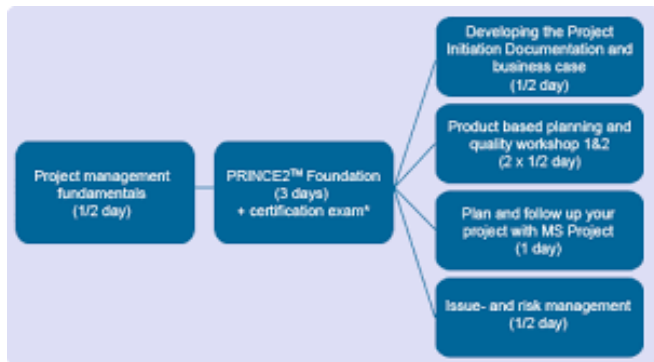 Project management
fundamentals
(1/2 day)
PRINCE2™ Foundation
(3 days)
+ certification exam*
Developing the Project
Initiation Documentation and
business case
(1/2 day)
Product based planning and
quality workshop 1&2
(2 x 1/2 day)
Plan and follow up your
project with MS Project
(1 day)
Issue- and risk management
(1/2 day)